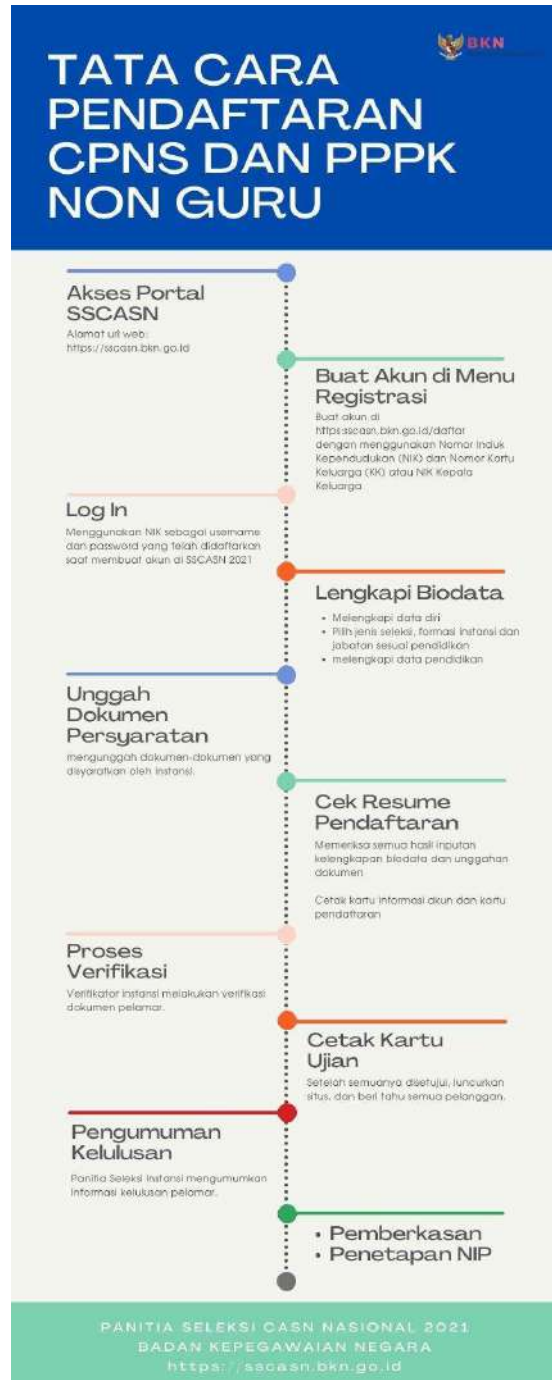 BKN
TATA CARA
PENDAFTARAN
CPNS DAN PPPK
NON GURU
Akses Portal
SSCASN
Alamat url web:
https://sscasn.bkn.go.id
Buat Akun di Menu
Registrasi
Buat akun di
https:sscasn.bkn.go.id/daftar
dengan menggunakan Nomor Induk
Kependudukan (NIK) dan Nomor Kartu
Keluarga (KK) atau NIK Kepala
Keluarga
Log In
Menggunakan NIK sebagai username
dan password yang telah didaftarkan
saat membuat akun di SSCASN 2021
Lengkapi Biodata
• Melengkapi data diri
• Pilih jenis seleksi, formasi instansi dan
jabatan sesuai pendidikan
• melengkapi data pendidikan
Unggah
Dokumen
Persyaratan
mengunggah dokumen-dokumen yang
disyaratkan oleh instansi.
Cek Resume
Pendaftaran
Memeriksa semua hasil inputan
kelengkapan biodata dan unggahan
dokumen
Cetak kartu informasi akun dan kartu
pendaftaran
Proses
Verifikasi
Verifikator instansi melakukan verifikasi
dokumen pelamar.
Cetak Kartu
Ujian
Setelah semuanya disetujui, luncurkan
situs, dan beri tahu semua pelanggan.
Pengumuman
Kelulusan
Panitia Seleksi Instansi mengumumkan
informasi kelulusan pelamar.
• Pemberkasan
• Penetapan NIP
PANITIA SELEKSI CASN NASIONAL 2021
BADAN KEPEGAWAIAN NEGARA
https://sscasn.bkn.go.id